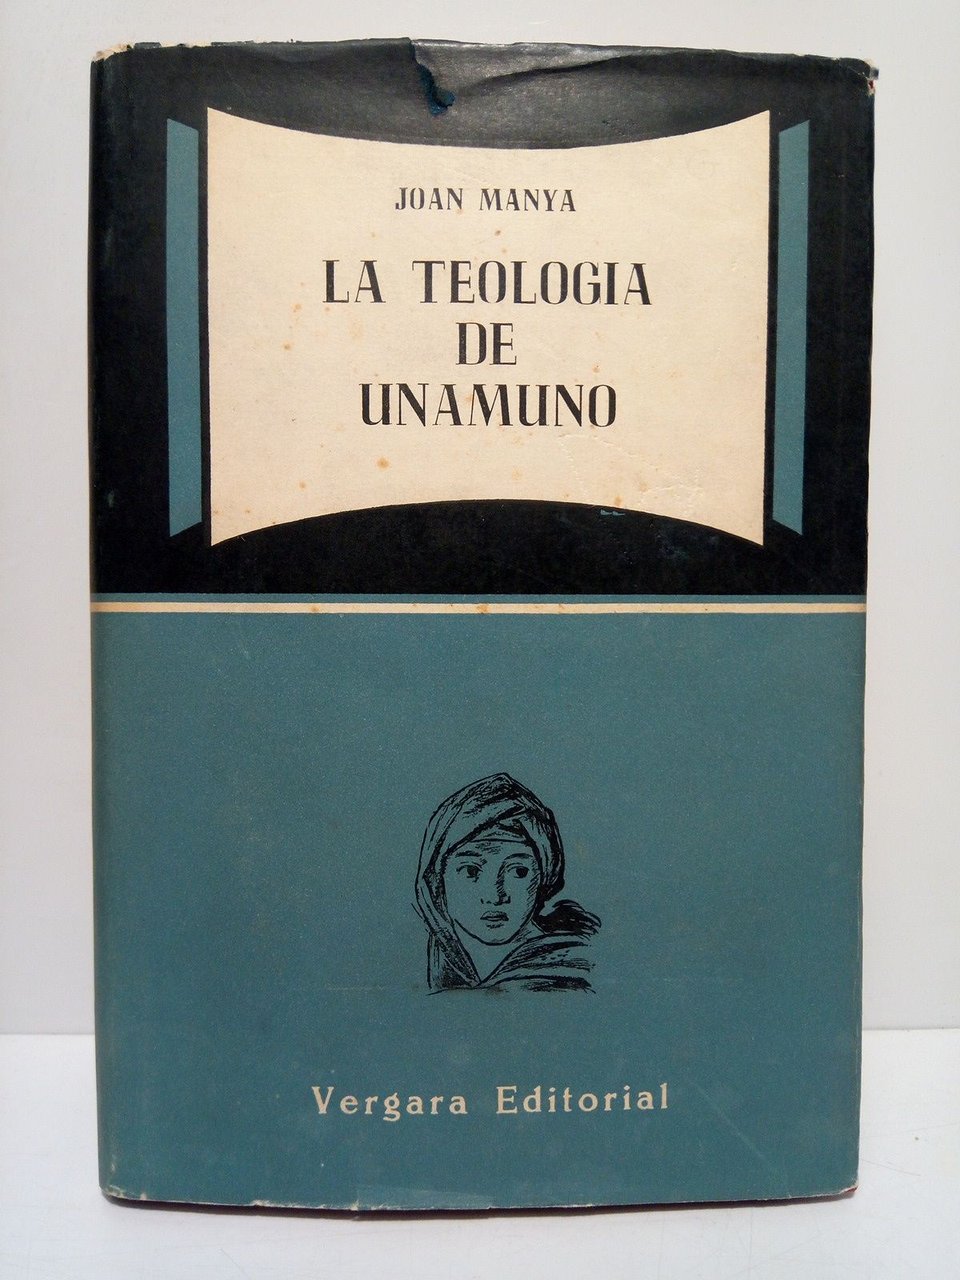 JOAN MANYA
LA TEOLOGIA
DE
UNAMUNO
Vergara Editorial